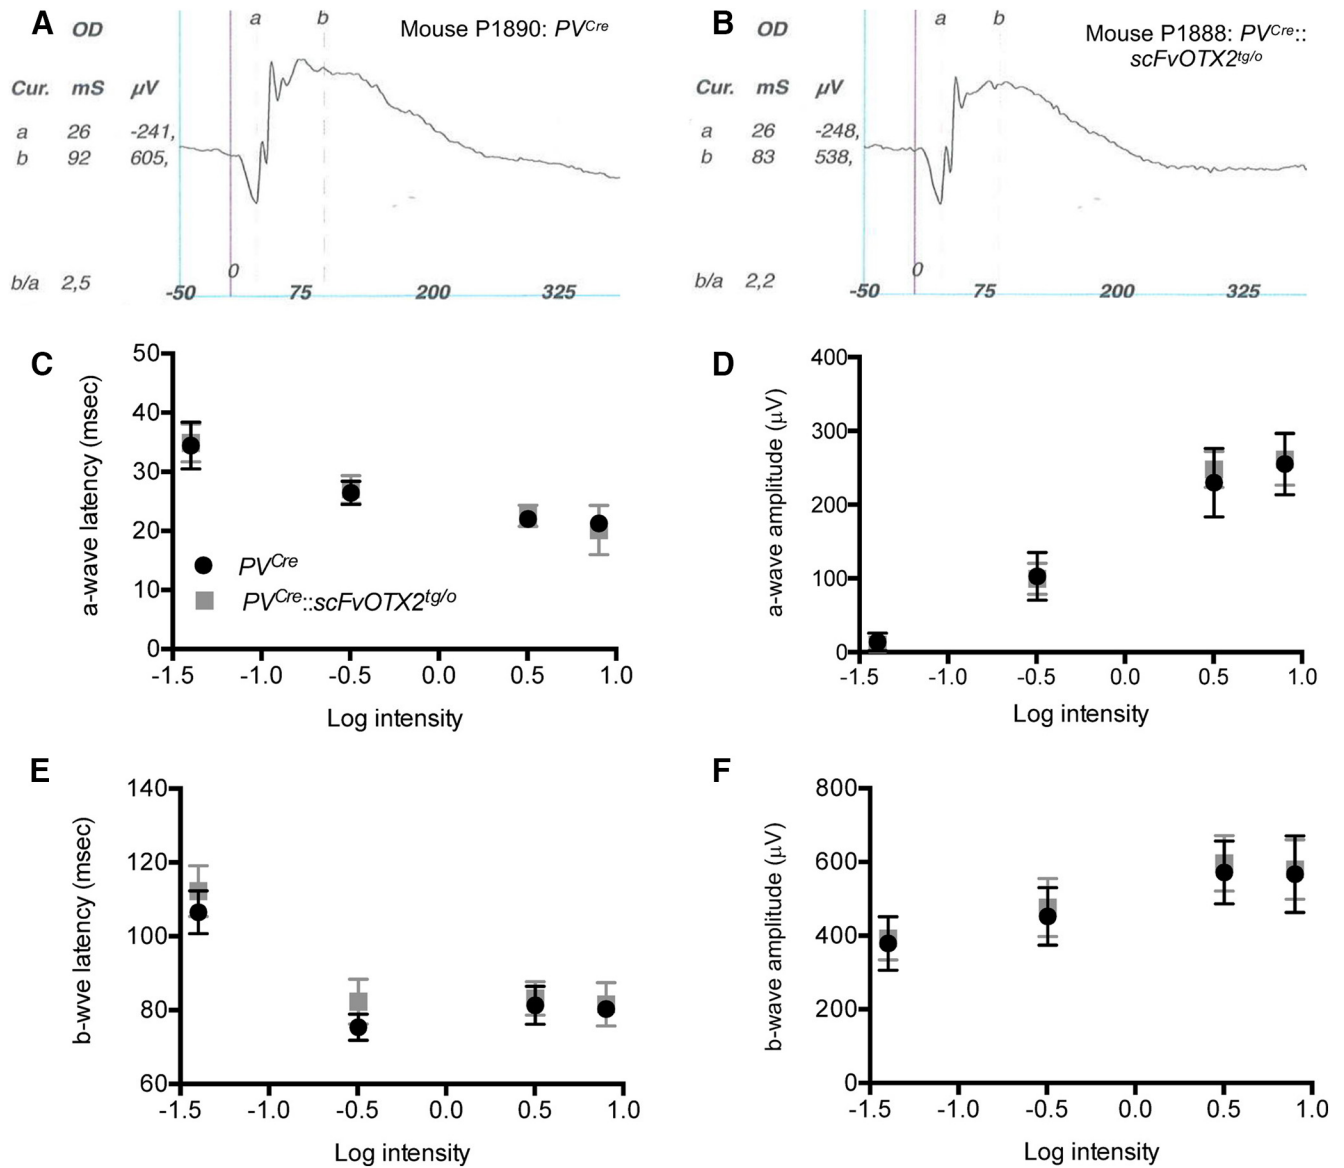 A
OD
a
b
Mouse P1890: PVCre
Cur. mS µV
a 26 -241,
b 92 605,
b/a 2,5
0
-50 75 200 325
B
OD
a
b
Mouse P1888: PVCre::
scFvOTX2tg/o
Cur. mS µV
a 26 -248,
b 83 538,
b/a 2,2
0
-50 75 200 325
C
a-wave latency (msec)
50
40
30
20
10
0
PVCre
PVCre::scFvOTX2tg/o
-1.5 -1.0 -0.5 0.0 0.5 1.0
Log intensity
D
a-wave amplitude (µV)
400
300
200
100
0
-1.5 -1.0 -0.5 0.0 0.5 1.0
Log intensity
E
b-wve latency (msec)
140
120
100
80
60
-1.5 -1.0 -0.5 0.0 0.5 1.0
Log intensity
F
b-wave amplitude (µV)
800
600
400
200
0
-1.5 -1.0 -0.5 0.0 0.5 1.0
Log intensity